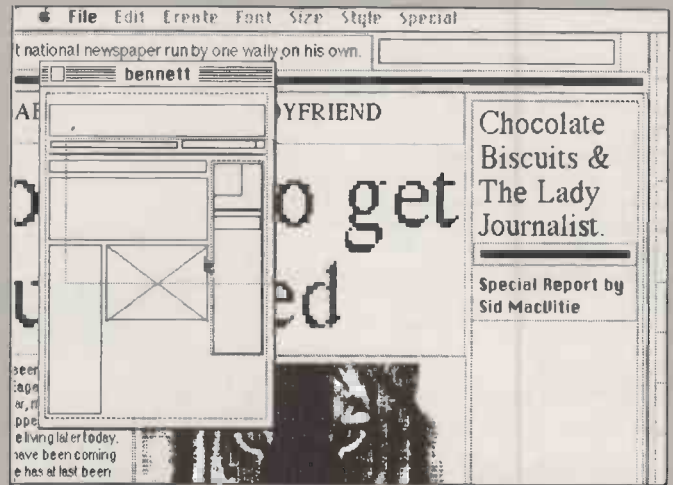 File Edit Create Font Size Style Special
t national newspaper run by one wally on his own.
bennett
YFRIEND
Chocolate
Biscuits &
The Lady
Journalist.
o get
ed
Special Report by
Sid MacVitie
e living later today.
have been coming
e has at last been